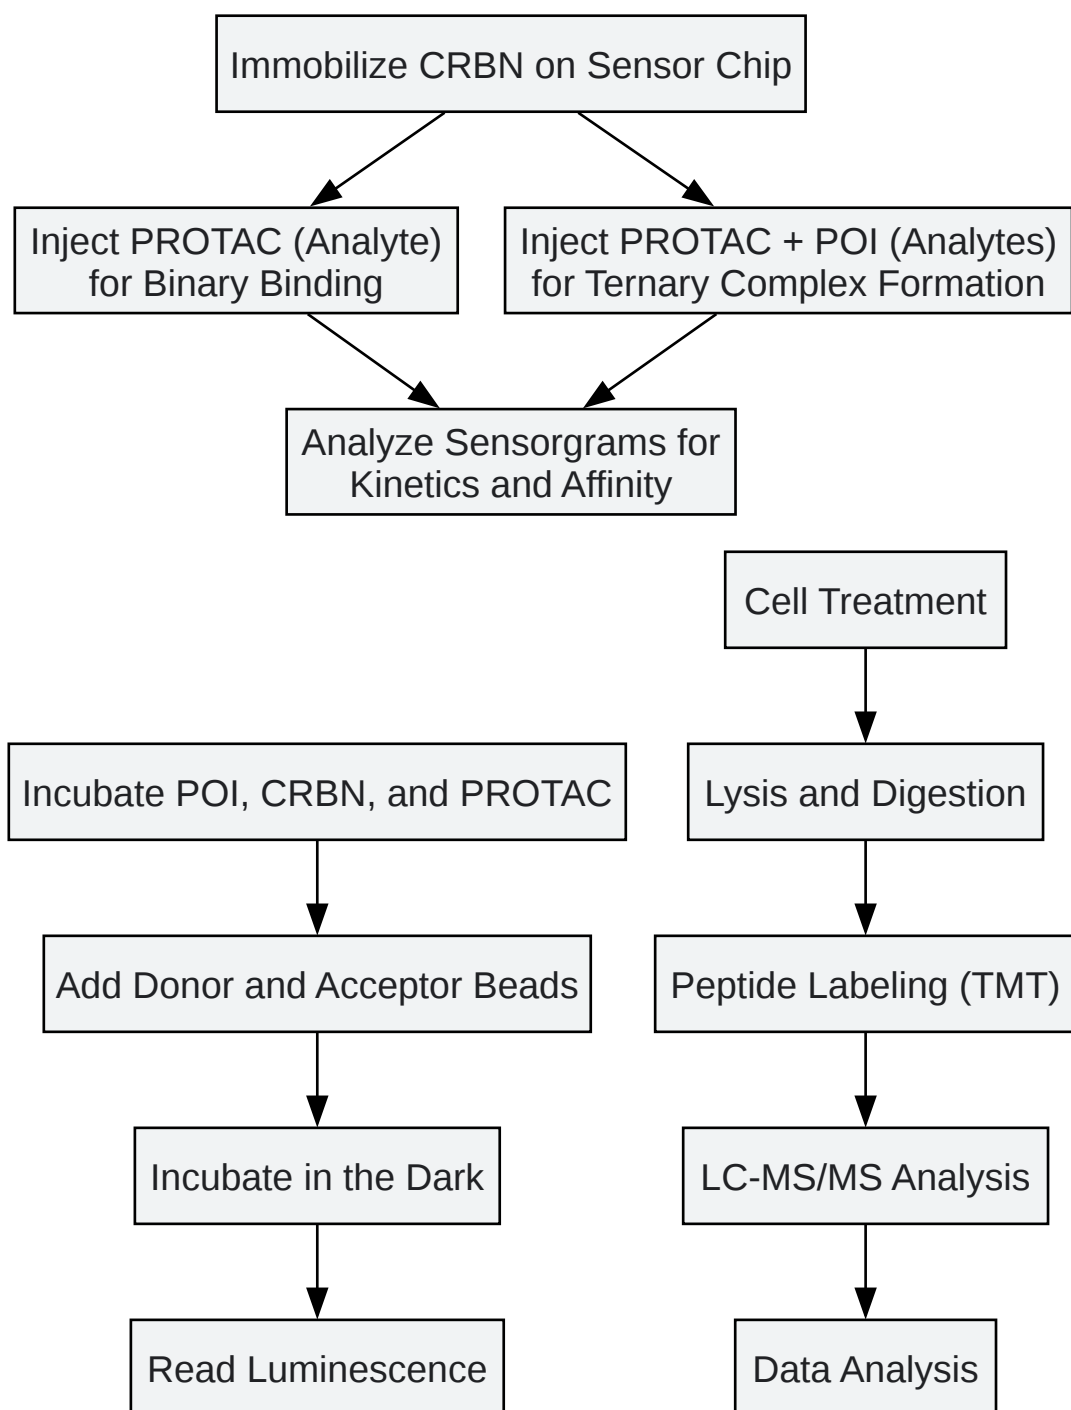 Immobilize CRBN on Sensor Chip
Inject PROTAC (Analyte)
for Binary Binding
Inject PROTAC + POI (Analytes)
for Ternary Complex Formation
Analyze Sensorgrams for
Kinetics and Affinity
Incubate POI, CRBN, and PROTAC
Add Donor and Acceptor Beads
Incubate in the Dark
Read Luminescence
Cell Treatment
Lysis and Digestion
Peptide Labeling (TMT)
LC-MS/MS Analysis
Data Analysis